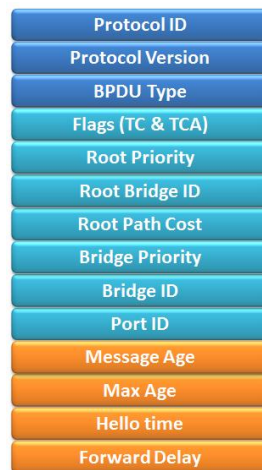 Protocol ID
Protocol Version
BPDU Type
Flags (TC & TCA)
Root Priority
Root Bridge ID
Root Path Cost
Bridge Priority
Bridge ID
Port ID
Message Age
Max Age
Hello time
Forward Delay